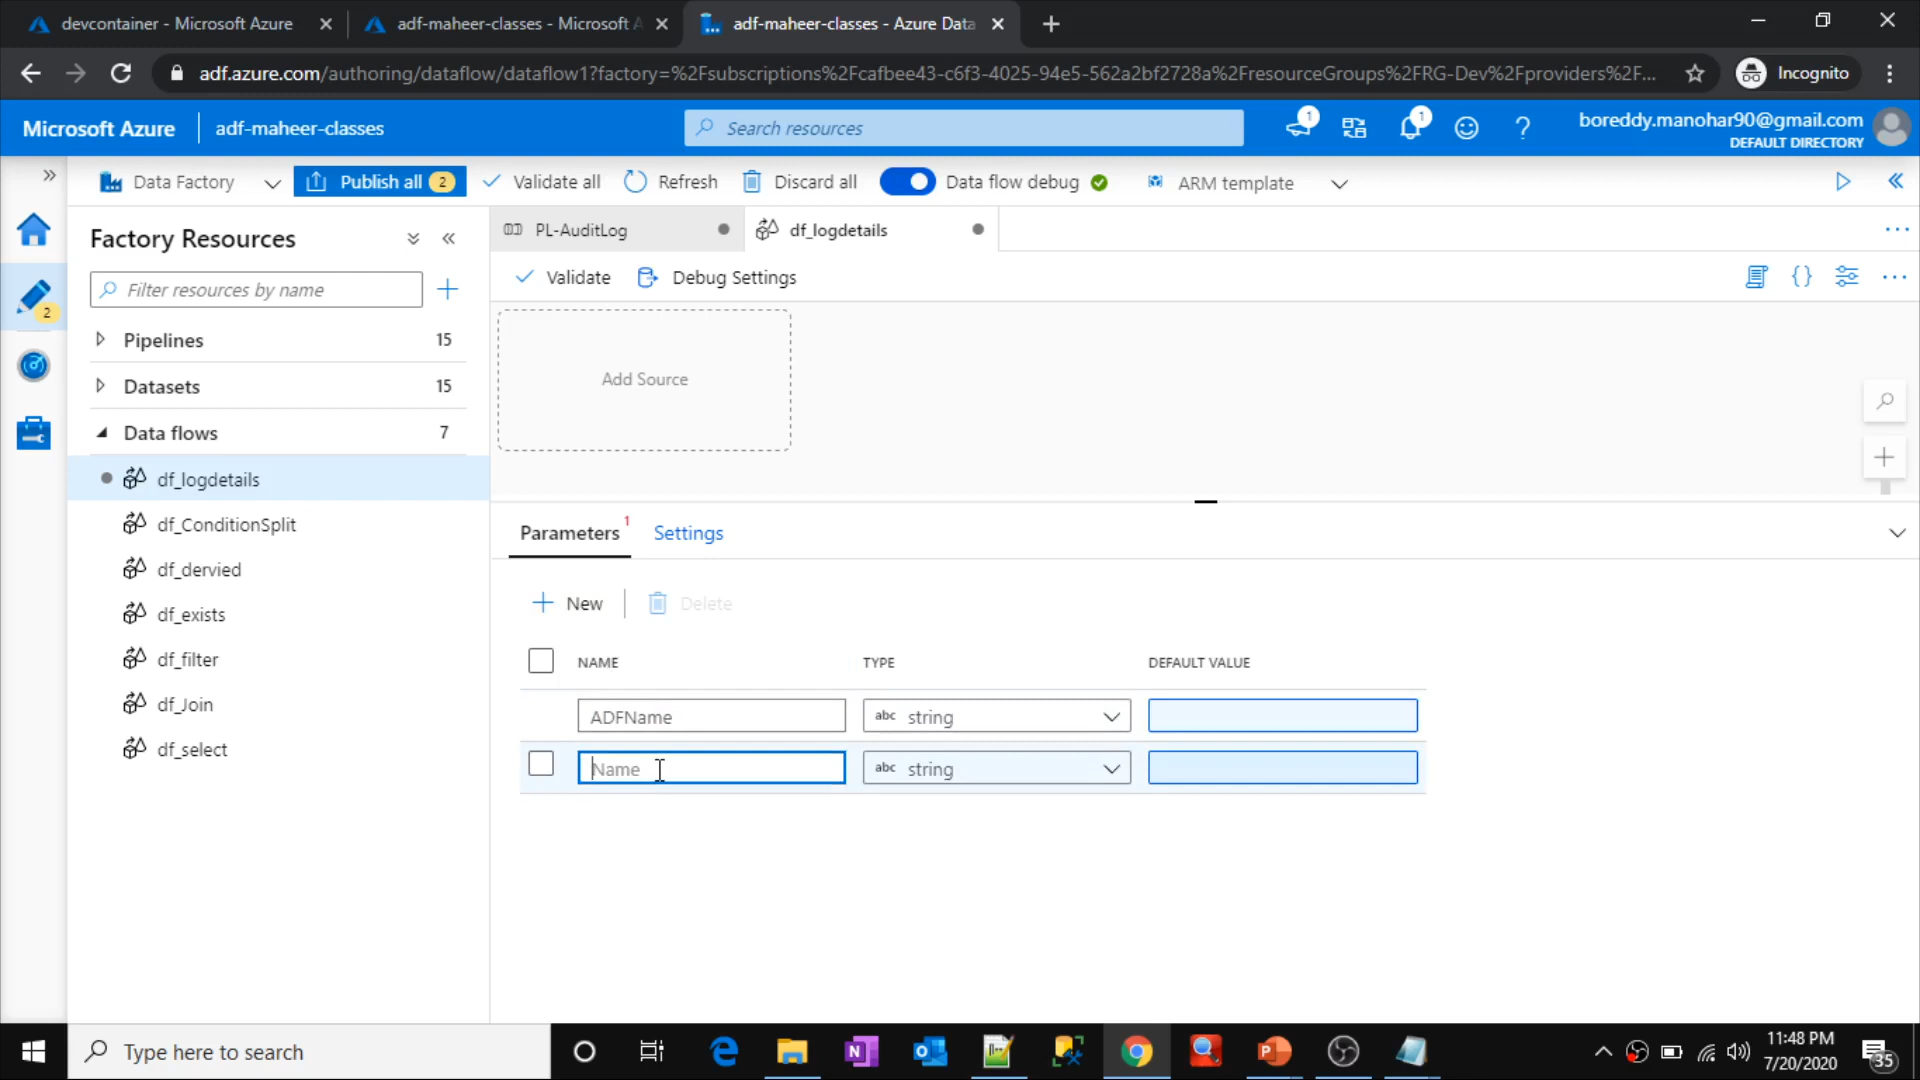 devcontainer - Microsoft Azure
adf-maheer-classes - Microsoft A
adf-maheer-classes - Azure Data
adf.azure.com/authoring/dataflow/dataflow1?factory=%2Fsubscriptions%2Fcafbee43-c6f3-4025-94e5-562a2bf2728a%2FresourceGroups%2FRG-Dev%2Fproviders%2F...
Incognito
Microsoft Azure
adf-maheer-classes
Search resources
1
1
boreddy.manohar90@gmail.com
DEFAULT DIRECTORY
Data Factory
Publish all 2
Validate all
Refresh
Discard all
Data flow debug
ARM template
Factory Resources
PL-AuditLog
df_logdetails
Filter resources by name
Validate
Debug Settings
2
Pipelines 15
Datasets 15
Data flows 7
df_logdetails
df_ConditionSplit
df_dervied
df_exists
df_filter
df_Join
df_select
Add Source
Parameters 1
Settings
New
Delete
NAME TYPE DEFAULT VALUE
ADFName abc string
Name abc string
Type here to search
11:48 PM
7/20/2020
35